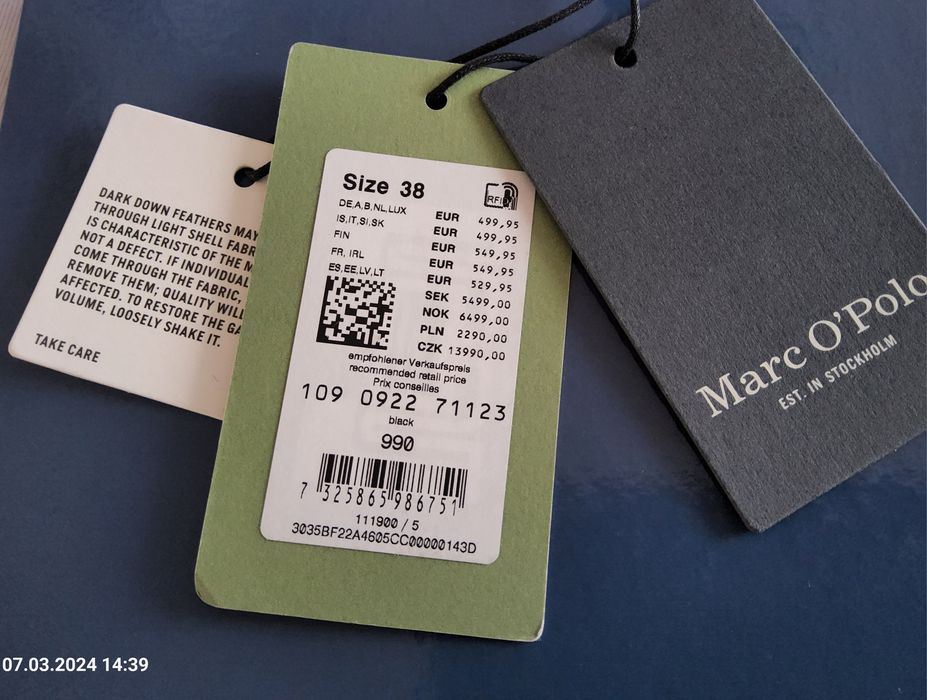 DARK DOWN FEATHERS MAY
THROUGH LIGHT SHELL
IS CHARACTERISTIC OF THE
NOT A DEFECT. IF INDIVIDUAL
COME THROUGH THE FABRIC,
REMOVE THEM; QUALITY WILL
AFFECTED. TO RESTORE THE
VOLUME, LOOSELY SHAKE IT.
TAKE CARE
Size 38
RFID
DE,A,B,NL,LUX EUR 499,95
IS,IT,SI,SK EUR 499,95
FIN EUR 549,95
FR, IRL EUR 549,95
ES,EE,LV,LT EUR 529,95
SEK 5499,00
NOK 6499,00
PLN 2290,00
CZK 13990,00
empfohlener Verkaufspreis
recommended retail price
Prix conseilles
109 0922 71123
black
990
7 325865 986751
111900 / 5
3035BF22A4605CC00000143D
Marc O'Polo
EST. IN STOCKHOLM
07.03.2024 14:39